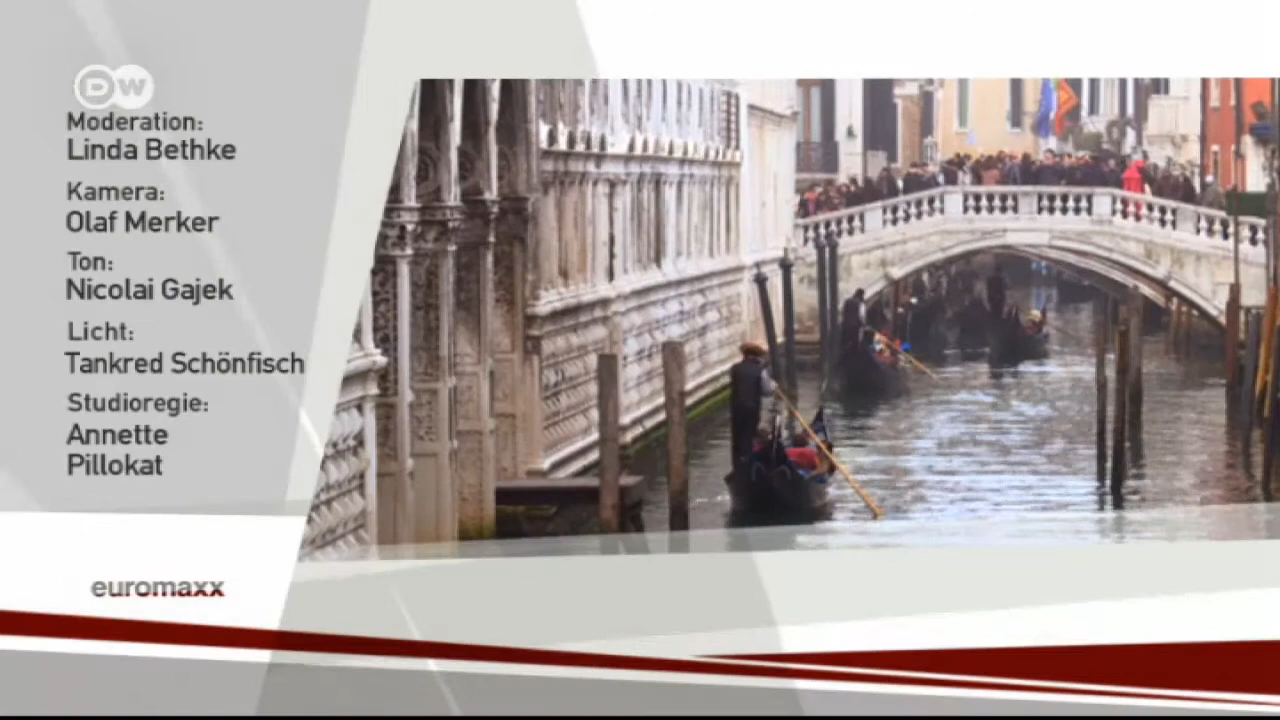 DW
Moderation:
Linda Bethke
Kamera:
Olaf Merker
Ton:
Nicolai Gajek
Licht:
Tankred Schönfisch
Studioregie:
Annette
Pillokat
euromaxx